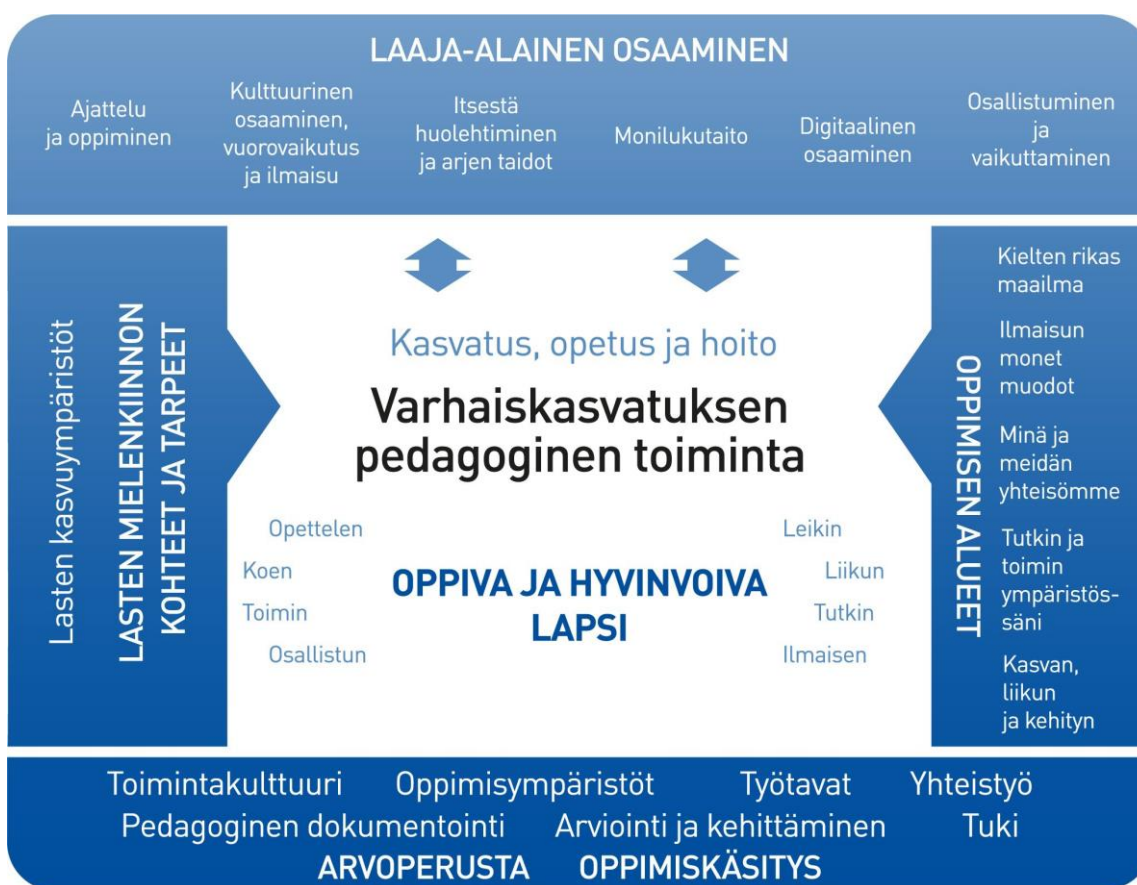 LAAJA-ALAINEN OSAAMINEN
Ajattelu
ja oppiminen
Kulttuurinen
osaaminen,
vuorovaikutus
ja ilmaisu
Itsestä
huolehtiminen
ja arjen taidot
Monilukutaito
Digitaalinen
osaaminen
Osallistuminen
ja
vaikuttaminen
Lasten kasvuympäristöt
LASTEN MIELENKIINNON
KOHTEET JA TARPEET
Kasvatus, opetus ja hoito
Varhaiskasvatuksen
pedagoginen toiminta
Opettelen
Koen
Toimin
Osallistun
OPPIVA JA HYVINVOIVA
LAPSI
Leikin
Liikun
Tutkin
Ilmaisen
OPPIMISEN ALUEET
Kielten rikas
maailma
Ilmaisun
monet
muodot
Minä ja
meidän
yhteisömme
Tutkin ja
toimin
ympäristös-
säni
Kasvan,
liikun
ja kehityn
Toimintakulttuuri Oppimisympäristöt Työtavat Yhteistyö
Pedagoginen dokumentointi Arviointi ja kehittäminen Tuki
ARVOPERUSTA OPPIMISKÄSITYS